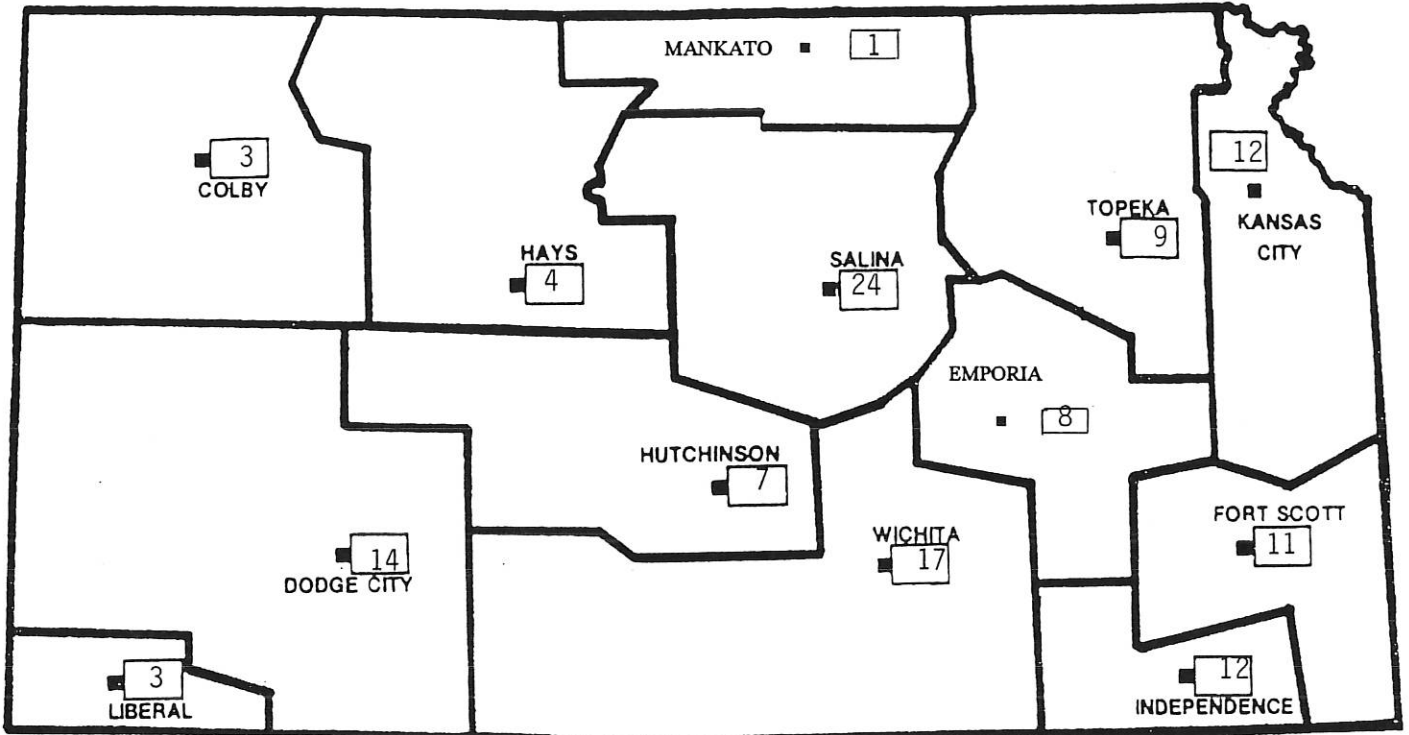 MANKATO 1
3
COLBY
12
KANSAS
CITY
TOPEKA
9
HAYS
4
SALINA
24
EMPORIA
8
HUTCHINSON
7
WICHITA
17
FORT SCOTT
11
14
DODGE CITY
3
LIBERAL
12
INDEPENDENCE